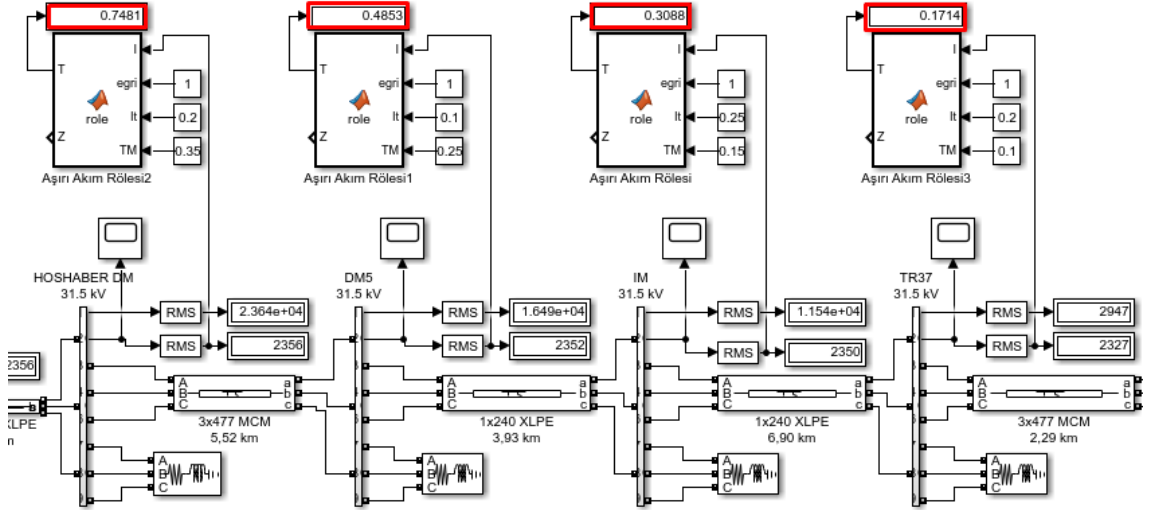 0.7481
0.4853
0.3088
0.1714
I
T
egri
1
role
It
0.2
Z
TM
0.35
Aşırı Akım Rölesi2
I
T
egri
1
role
It
0.1
Z
TM
0.25
Aşırı Akım Rölesi1
I
T
egri
1
role
It
0.25
Z
TM
0.15
Aşırı Akım Rölesi
I
T
egri
1
role
It
0.2
Z
TM
0.1
Aşırı Akım Rölesi3
HOSHABER DM
31.5 kV
RMS
2.364e+04
RMS
2356
DM5
31.5 kV
RMS
1.649e+04
RMS
2352
IM
31.5 kV
RMS
1.154e+04
RMS
2350
TR37
31.5 kV
RMS
2947
RMS
2327
2356
b
XLPE
A a
B b
C c
3x477 MCM
5,52 km
A a
B b
C c
1x240 XLPE
3,93 km
A a
B b
C c
1x240 XLPE
6,90 km
A a
B b
C c
3x477 MCM
2,29 km
A
B
C
A
B
C
A
B
C
A
B
C